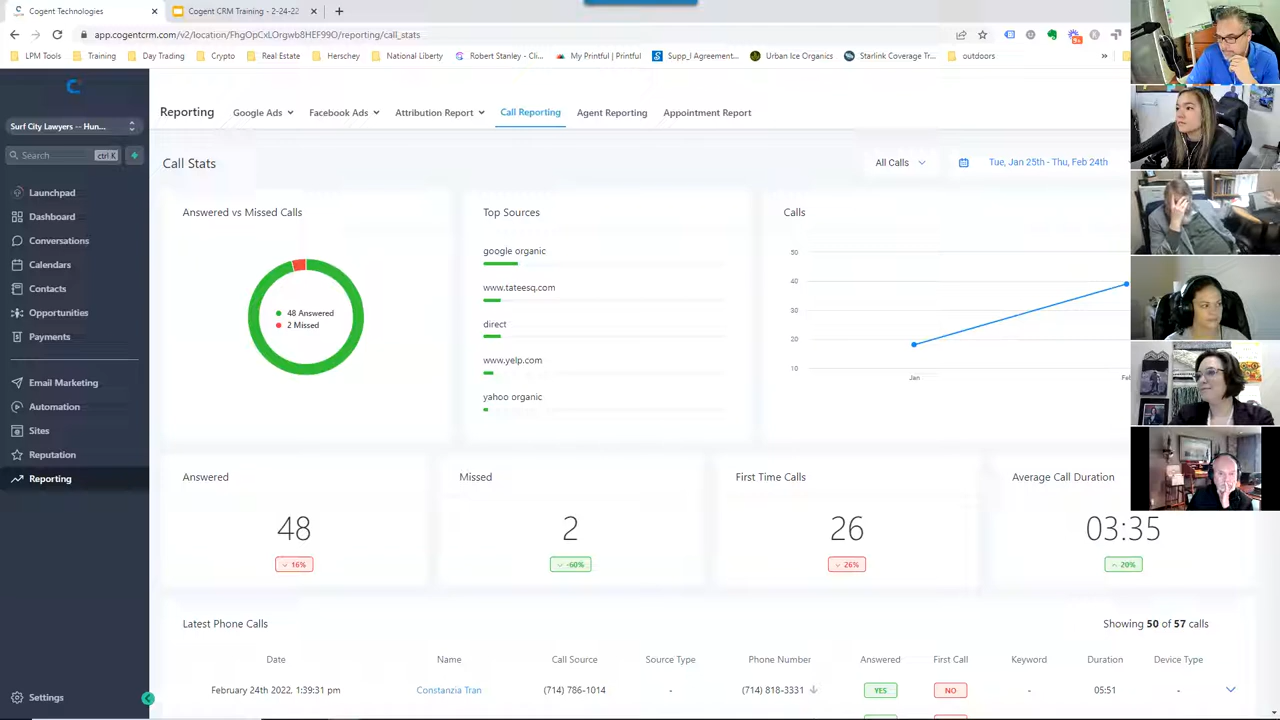 Cogent Technologies
Cogent CRM Training - 2-24-22
app.cogentcrm.com/v2/location/FhgOpCxLOrgwb8HEF99O/reporting/call_stats
LPM Tools
Training
Day Trading
Crypto
Real Estate
Herschey
National Liberty
Robert Stanley - Cli...
My Printful | Printful
Supp_I Agreement...
Urban Ice Organics
Starlink Coverage Tr...
outdoors
»
Surf City Lawyers -- Hun...
Search
ctrl K
Launchpad
Dashboard
Conversations
Calendars
Contacts
Opportunities
Payments
Email Marketing
Automation
Sites
Reputation
Reporting
Settings
Reporting
Google Ads
Facebook Ads
Attribution Report
Call Reporting
Agent Reporting
Appointment Report
Call Stats
All Calls
Tue, Jan 25th - Thu, Feb 24th
Answered vs Missed Calls
48 Answered
2 Missed
Top Sources
google organic
www.tateesq.com
direct
www.yelp.com
yahoo organic
Calls
50
40
30
20
10
Jan
Feb
Answered
48
16%
Missed
2
-60%
First Time Calls
26
26%
Average Call Duration
03:35
20%
Latest Phone Calls
Showing 50 of 57 calls
Date Name Call Source Source Type Phone Number Answered First Call Keyword Duration Device Type
February 24th 2022, 1:39:31 pm Constanzia Tran (714) 786-1014 - (714) 818-3331 YES NO - 05:51 -